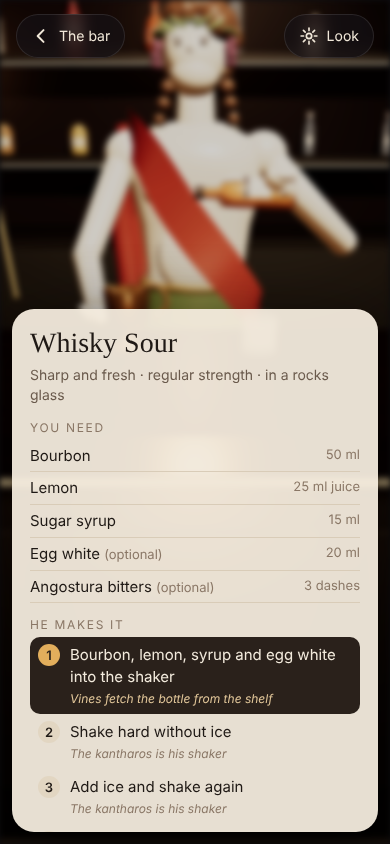 The bar
Look
Whisky Sour
Sharp and fresh · regular strength · in a rocks
glass
YOU NEED
Bourbon 50 ml
Lemon 25 ml juice
Sugar syrup 15 ml
Egg white (optional) 20 ml
Angostura bitters (optional) 3 dashes
HE MAKES IT
1 Bourbon, lemon, syrup and egg white
into the shaker
Vines fetch the bottle from the shelf
2 Shake hard without ice
The kantharos is his shaker
3 Add ice and shake again
The kantharos is his shaker